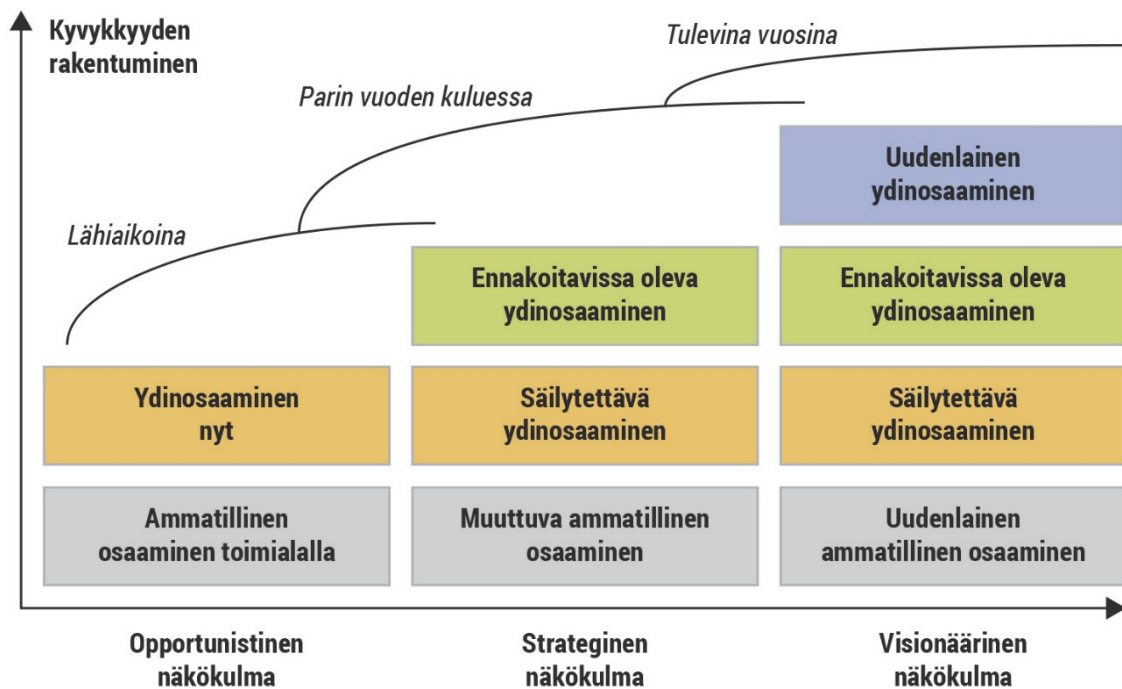 Kyvykkyyden
rakentuminen
Tulevina vuosina
Parin vuoden kuluessa
Lähiaikoina
Uudenlainen
ydinosaaminen
Ennakoitavissa oleva
ydinosaaminen
Ennakoitavissa oleva
ydinosaaminen
Ydinosaaminen
nyt
Säilytettävä
ydinosaaminen
Säilytettävä
ydinosaaminen
Ammatillinen
osaaminen toimialalla
Muuttuva ammatillinen
osaaminen
Uudenlainen
ammatillinen osaaminen
Opportunistinen
näkökulma
Strateginen
näkökulma
Visionäärinen
näkökulma